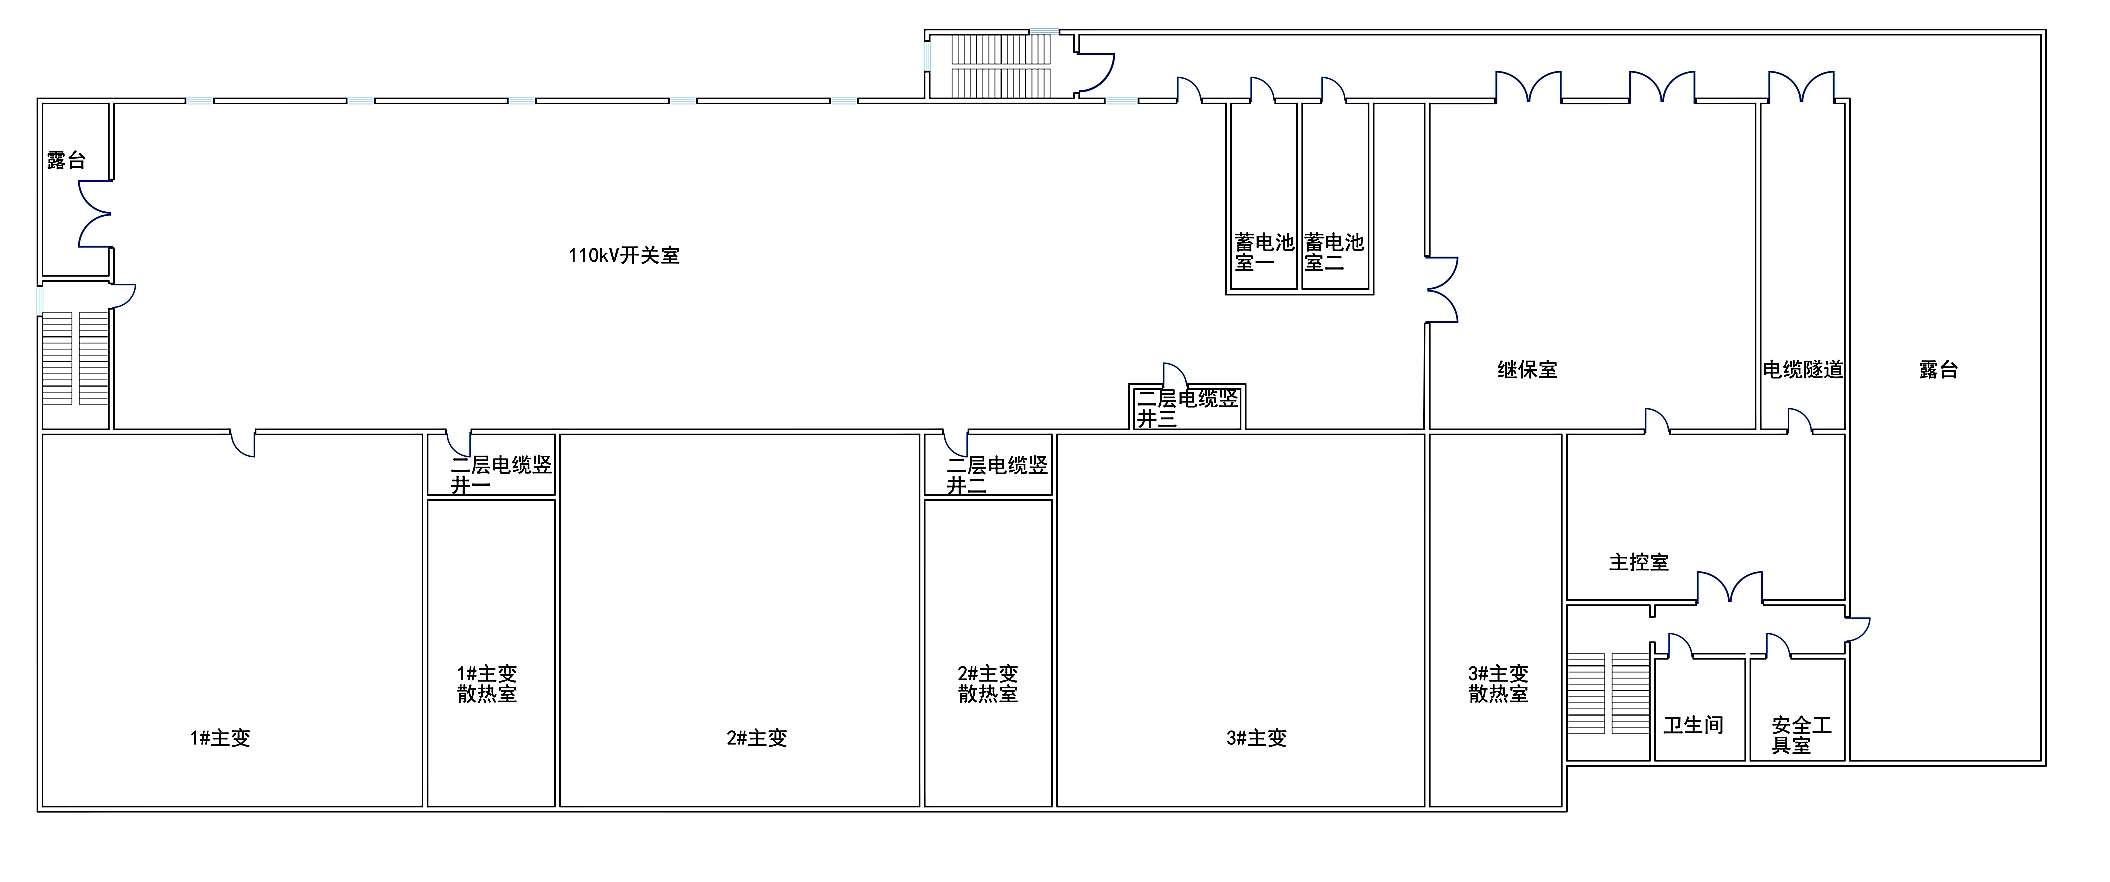 露台
110kV开关室
蓄电池
室一
蓄电池
室二
继保室
电缆隧道
露台
二层电缆竖
井三
二层电缆竖
井一
二层电缆竖
井二
主控室
1#主变
散热室
2#主变
散热室
3#主变
散热室
1#主变
2#主变
3#主变
卫生间
安全工
具室